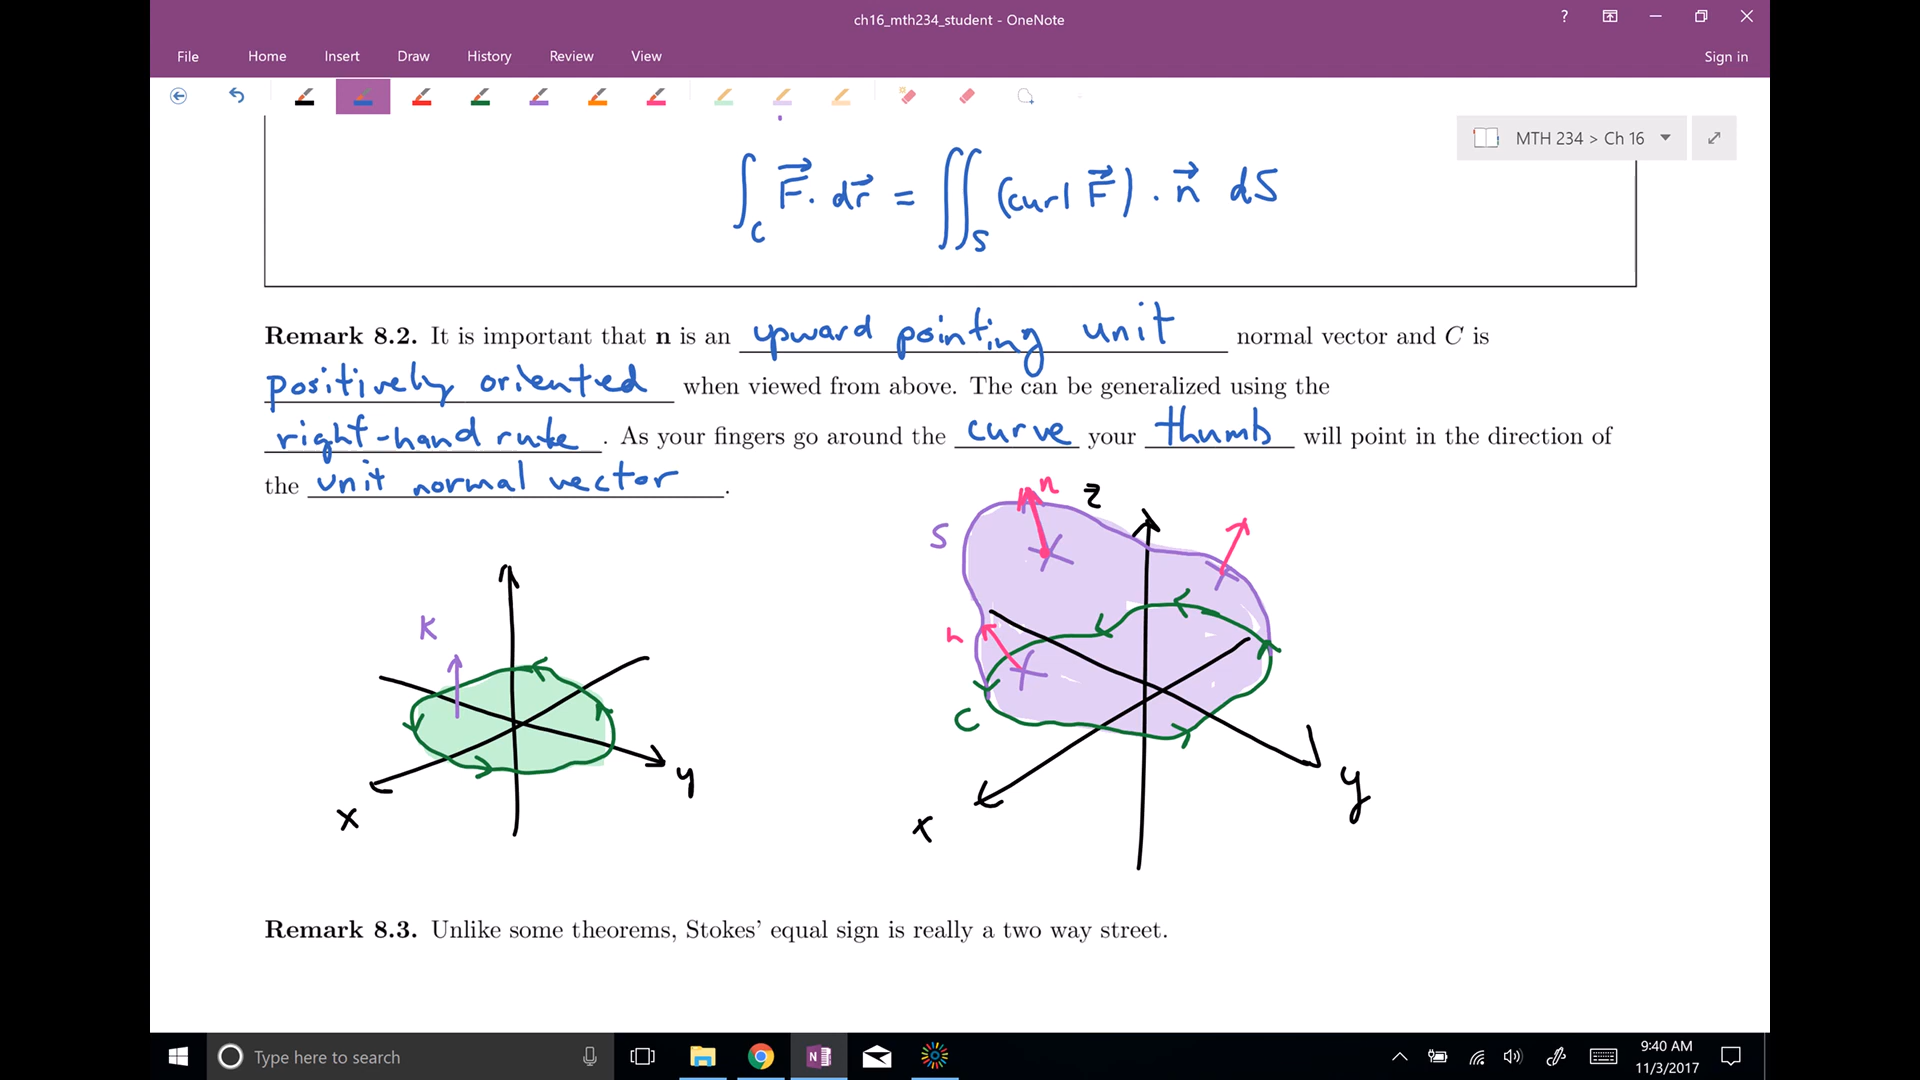 ch16_mth234_student - OneNote
?
File Home Insert Draw History Review View Sign in
MTH 234 > Ch 16
∫_C F⃗ · dr⃗ = ∬_S (curl F⃗) · n⃗ dS
Remark 8.2. It is important that n is an upward pointing unit normal vector and C is
positively oriented when viewed from above. The can be generalized using the
right-hand rule. As your fingers go around the curve your thumb will point in the direction of
the unit normal vector.
n z
S
K
n
C
y
y
x
x
Remark 8.3. Unlike some theorems, Stokes' equal sign is really a two way street.
Type here to search
9:40 AM
11/3/2017